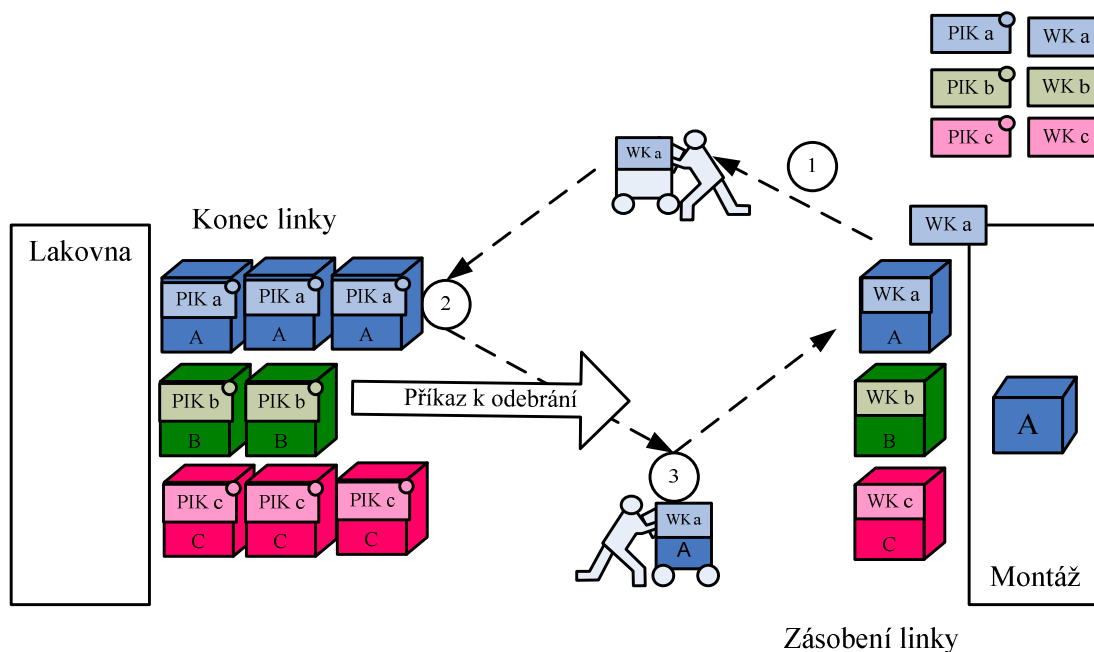 PIK a WK a
PIK b WK b
PIK c WK c
WK a
1
Konec linky
WK a
Lakovna
PIK a PIK a PIK a
A A A
2
WK a
A
PIK b PIK b
B B
Příkaz k odebrání
WK b
B
A
3
PIK c PIK c PIK c
C C C
WK a
A
WK c
C
Montáž
Zásobení linky